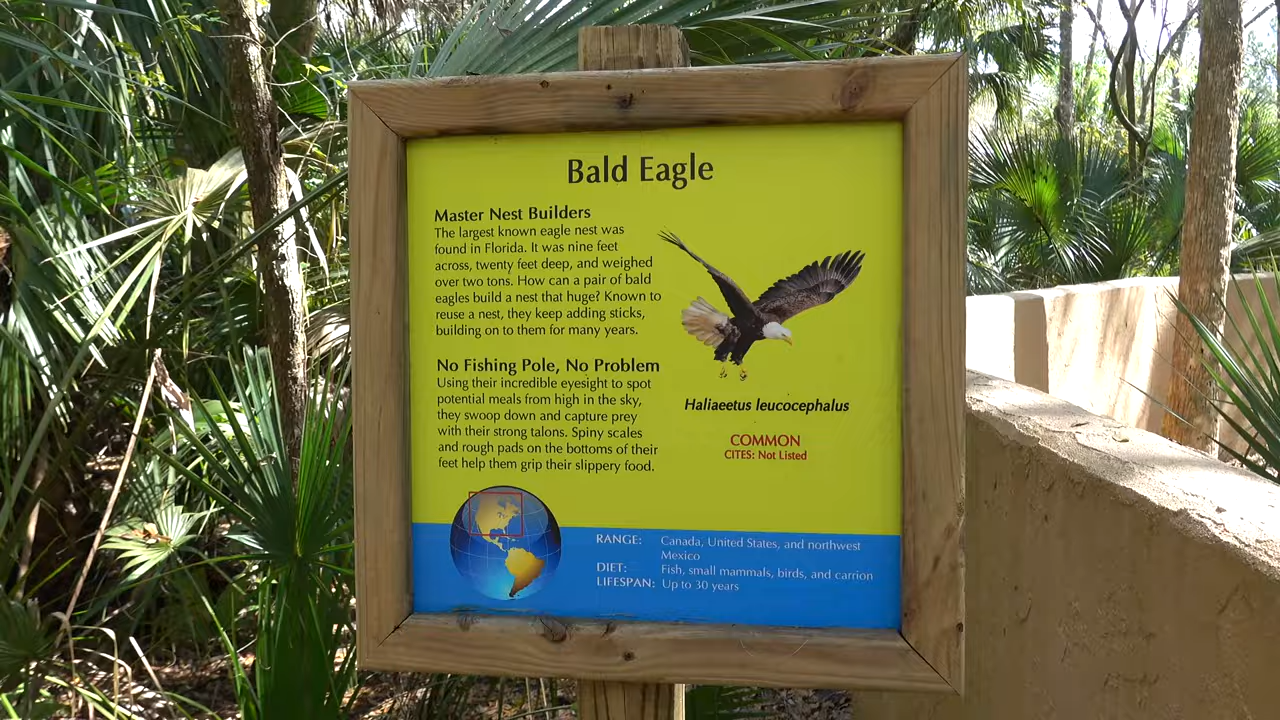 Bald Eagle
Master Nest Builders
The largest known eagle nest was
found in Florida. It was nine feet
across, twenty feet deep, and weighed
over two tons. How can a pair of bald
eagles build a nest that huge? Known to
reuse a nest, they keep adding sticks,
building on to them for many years.
No Fishing Pole, No Problem
Using their incredible eyesight to spot
potential meals from high in the sky,
they swoop down and capture prey
with their strong talons. Spiny scales
and rough pads on the bottoms of their
feet help them grip their slippery food.
Haliaeetus leucocephalus
COMMON
CITES: Not Listed
RANGE: Canada, United States, and northwest
Mexico
DIET: Fish, small mammals, birds, and carrion
LIFESPAN: Up to 30 years